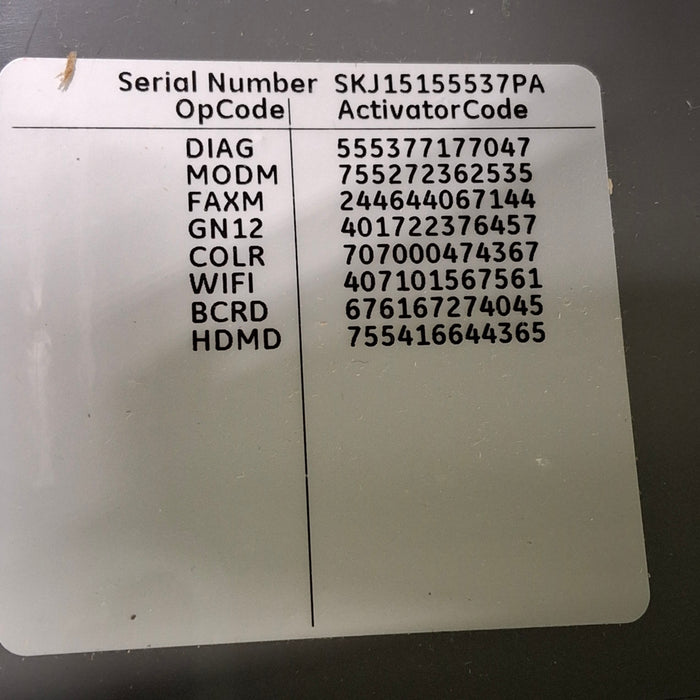 Serial Number SKJ15155537PA
OpCode ActivatorCode
DIAG 555377177047
MODM 755272362535
FAXM 244644067144
GN12 401722376457
COLR 707000474367
WIFI 407101567561
BCRD 676167274045
HDMD 755416644365